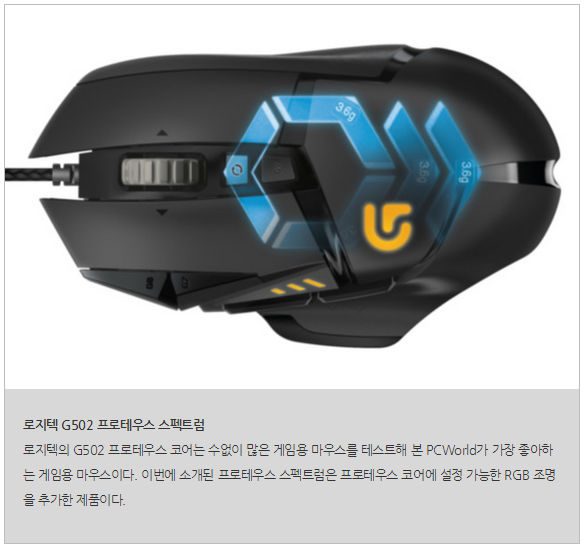 3.6g
3.6g
3.6g
로지텍 G502 프로테우스 스펙트럼
로지텍의 G502 프로테우스 코어는 수없이 많은 게임용 마우스를 테스트해 본 PCWorld가 가장 좋아하
는 게임용 마우스이다. 이번에 소개된 프로테우스 스펙트럼은 프로테우스 코어에 설정 가능한 RGB 조명
을 추가한 제품이다.